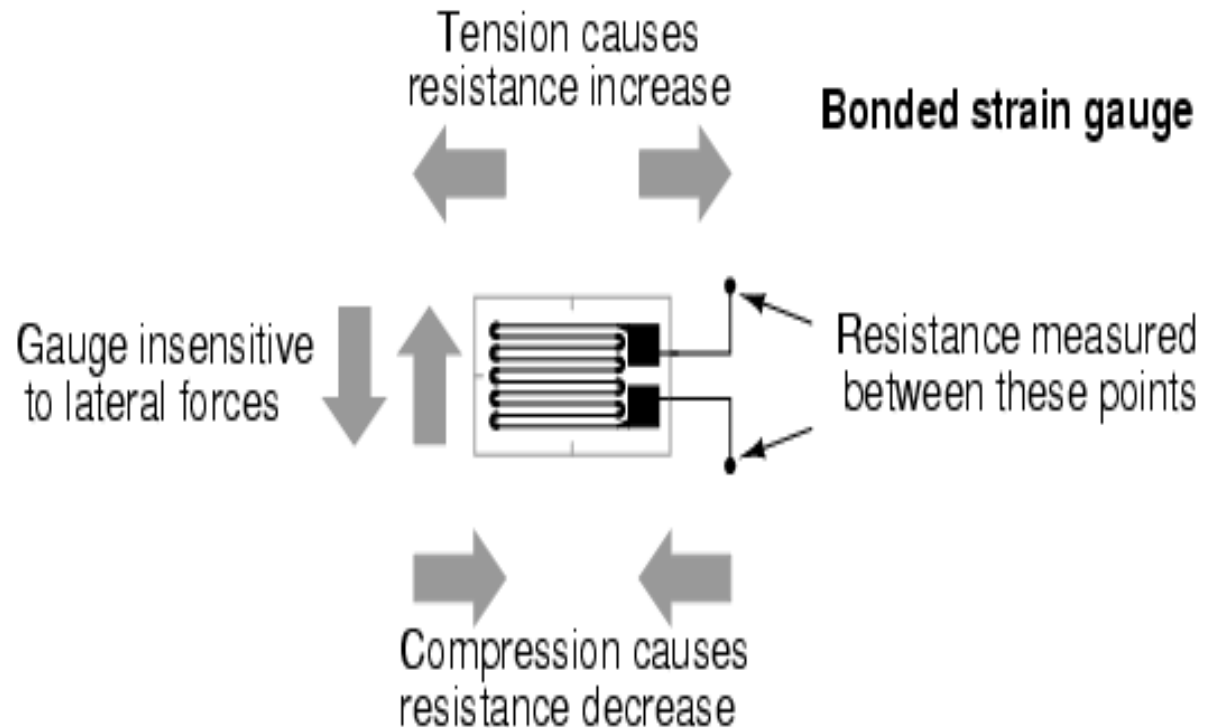 Tension causes
resistance increase
Bonded strain gauge
Gauge insensitive
to lateral forces
Resistance measured
between these points
Compression causes
resistance decrease